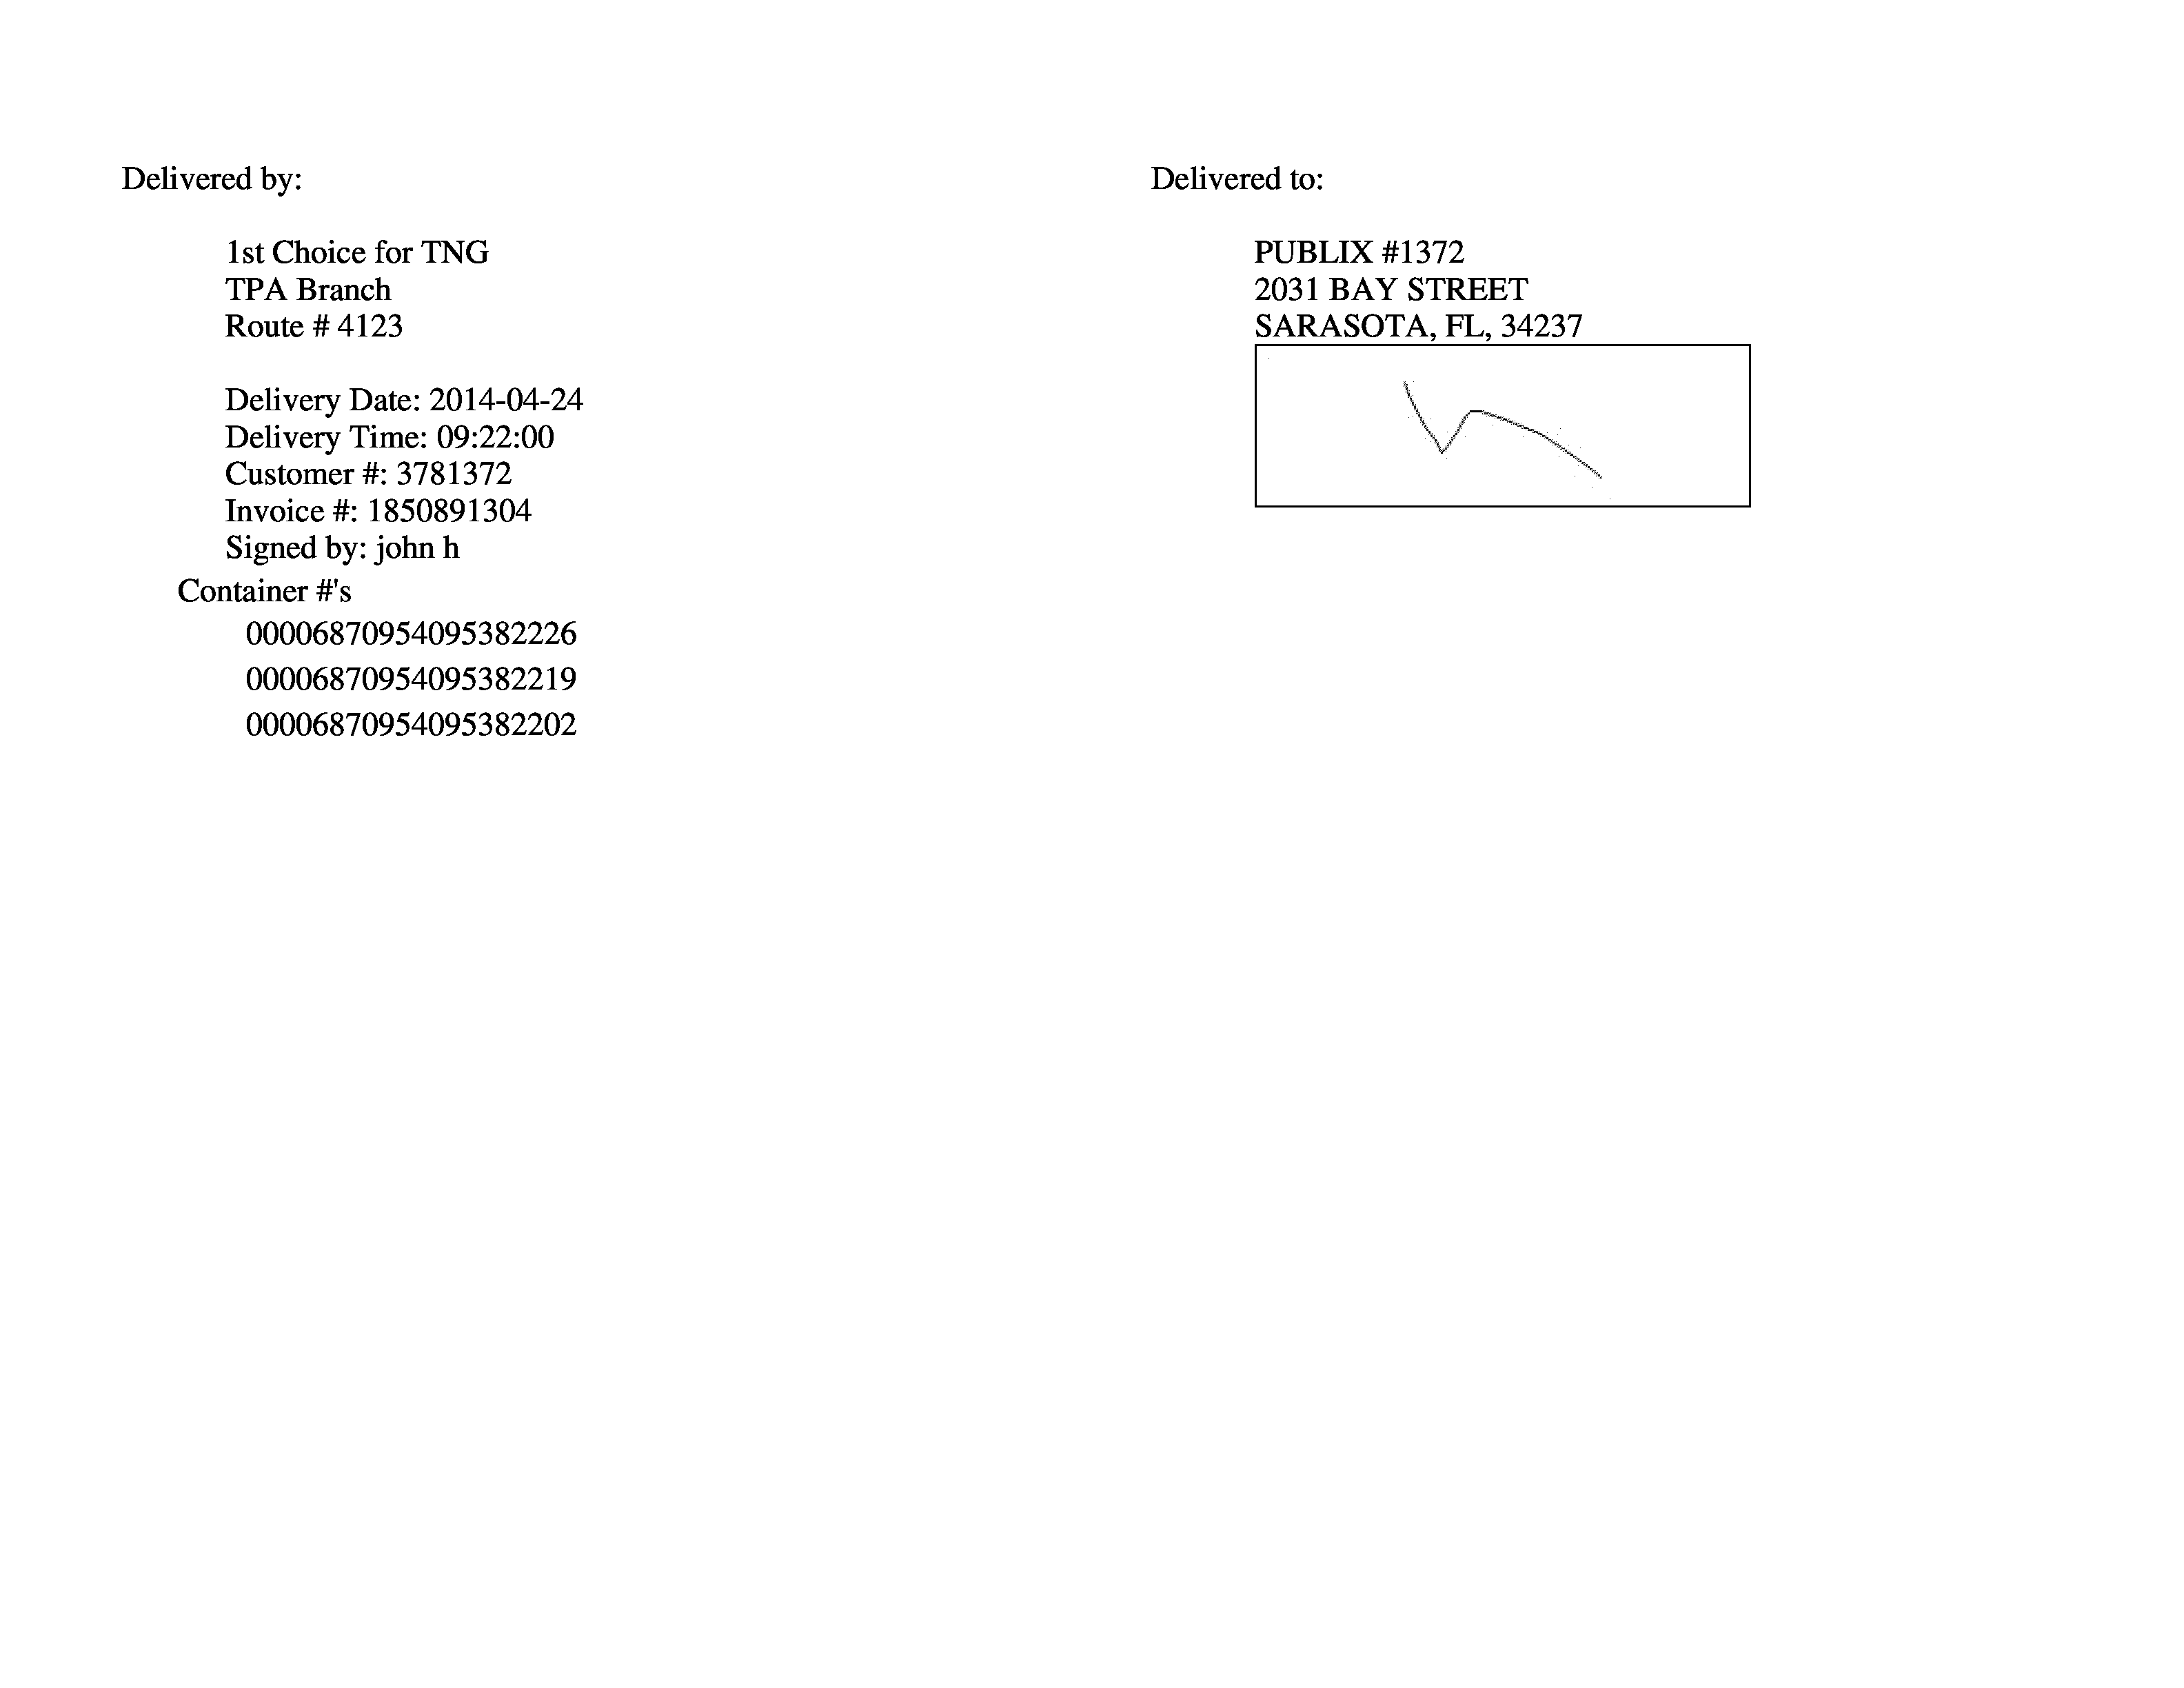 Delivered by:
1st Choice for TNG
TPA Branch
Route # 4123
Delivery Date: 2014-04-24
Delivery Time: 09:22:00
Customer #: 3781372
Invoice #: 1850891304
Signed by: john h
Container #'s
00006870954095382226
00006870954095382219
00006870954095382202
Delivered to:
PUBLIX #1372
2031 BAY STREET
SARASOTA, FL, 34237